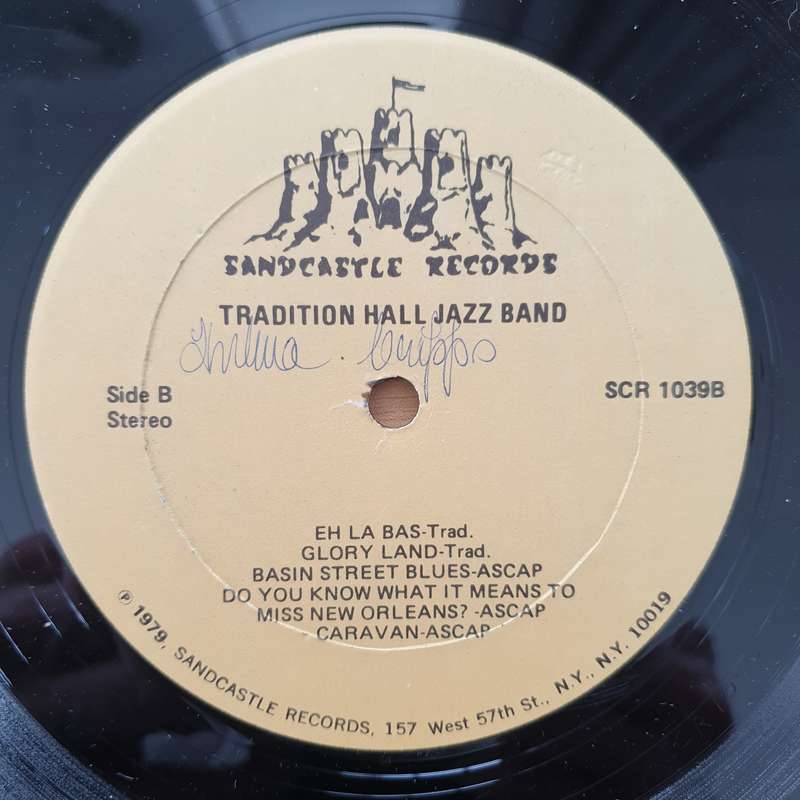 SANDCASTLE RECORDS
TRADITION HALL JAZZ BAND
Thelma Cripps
Side B
Stereo
SCR 1039B
EH LA BAS-Trad.
GLORY LAND-Trad.
BASIN STREET BLUES-ASCAP
DO YOU KNOW WHAT IT MEANS TO
MISS NEW ORLEANS? -ASCAP
CARAVAN-ASCAP
℗ 1979, SANDCASTLE RECORDS, 157 West 57th St., N.Y., N.Y. 10019